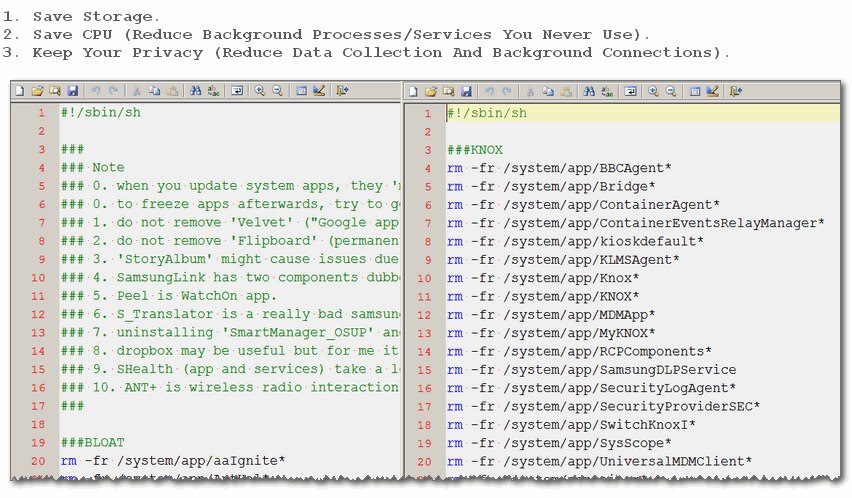 1. Save Storage.
2. Save CPU (Reduce Background Processes/Services You Never Use).
3. Keep Your Privacy (Reduce Data Collection And Background Connections).
1 #!/sbin/sh
2
3 ###
4 ### Note
5 ### 0. when you update system apps, they '
6 ### 0. to freeze apps afterwards, try to
7 ### 1. do not remove 'Velvet' ("Google app
8 ### 2. do not remove 'Flipboard' (permanen
9 ### 3. 'StoryAlbum' might cause issues due
10 ### 4. SamsungLink has two components dubb
11 ### 5. Peel is WatchOn app.
12 ### 6. S_Translator is a really bad samsun
13 ### 7. uninstalling 'SmartManager_OSUP' an
14 ### 8. dropbox may be useful but for me it
15 ### 9. SHealth (app and services) take a l
16 ### 10. ANT+ is wireless radio interaction
17 ###
18
19 ###BLOAT
20 rm -fr /system/app/aaIgnite*
1 #!/sbin/sh
2
3 ###KNOX
4 rm -fr /system/app/BBCAgent*
5 rm -fr /system/app/Bridge*
6 rm -fr /system/app/ContainerAgent*
7 rm -fr /system/app/ContainerEventsRelayManager*
8 rm -fr /system/app/kioskdefault*
9 rm -fr /system/app/KLMSAgent*
10 rm -fr /system/app/Knox*
11 rm -fr /system/app/KNOX*
12 rm -fr /system/app/MDMApp*
13 rm -fr /system/app/MyKNOX*
14 rm -fr /system/app/RCPComponents*
15 rm -fr /system/app/SamsungDLPService
16 rm -fr /system/app/SecurityLogAgent*
17 rm -fr /system/app/SecurityProviderSEC*
18 rm -fr /system/app/SwitchKnoxI*
19 rm -fr /system/app/SysScope*
20 rm -fr /system/app/UniversalMDMClient*